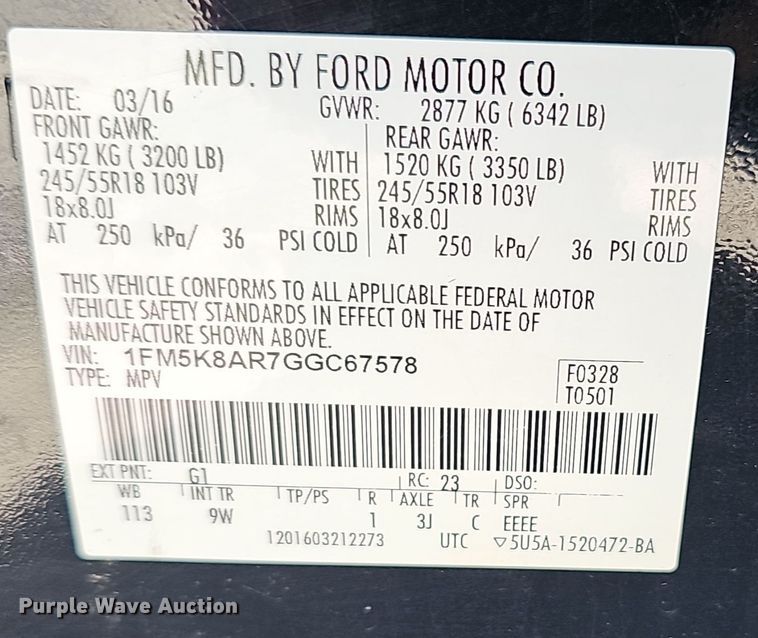 MFD. BY FORD MOTOR CO.
DATE: 03/16 GVWR: 2877 KG ( 6342 LB)
FRONT GAWR: REAR GAWR:
1452 KG ( 3200 LB) WITH 1520 KG ( 3350 LB) WITH
245/55R18 103V TIRES 245/55R18 103V TIRES
18x8.0J RIMS 18x8.0J RIMS
AT 250 kPa/ 36 PSI COLD AT 250 kPa/ 36 PSI COLD
THIS VEHICLE CONFORMS TO ALL APPLICABLE FEDERAL MOTOR
VEHICLE SAFETY STANDARDS IN EFFECT ON THE DATE OF
MANUFACTURE SHOWN ABOVE.
VIN: 1FM5K8AR7GGC67578
TYPE: MPV
F0328
T0501
EXT PNT: G1 RC: 23 DSO:
WB INT TR TP/PS R AXLE TR SPR
113 9W 1 3J C EEEE
1201603212273 UTC ▽5U5A-1520472-BA
Purple Wave Auction